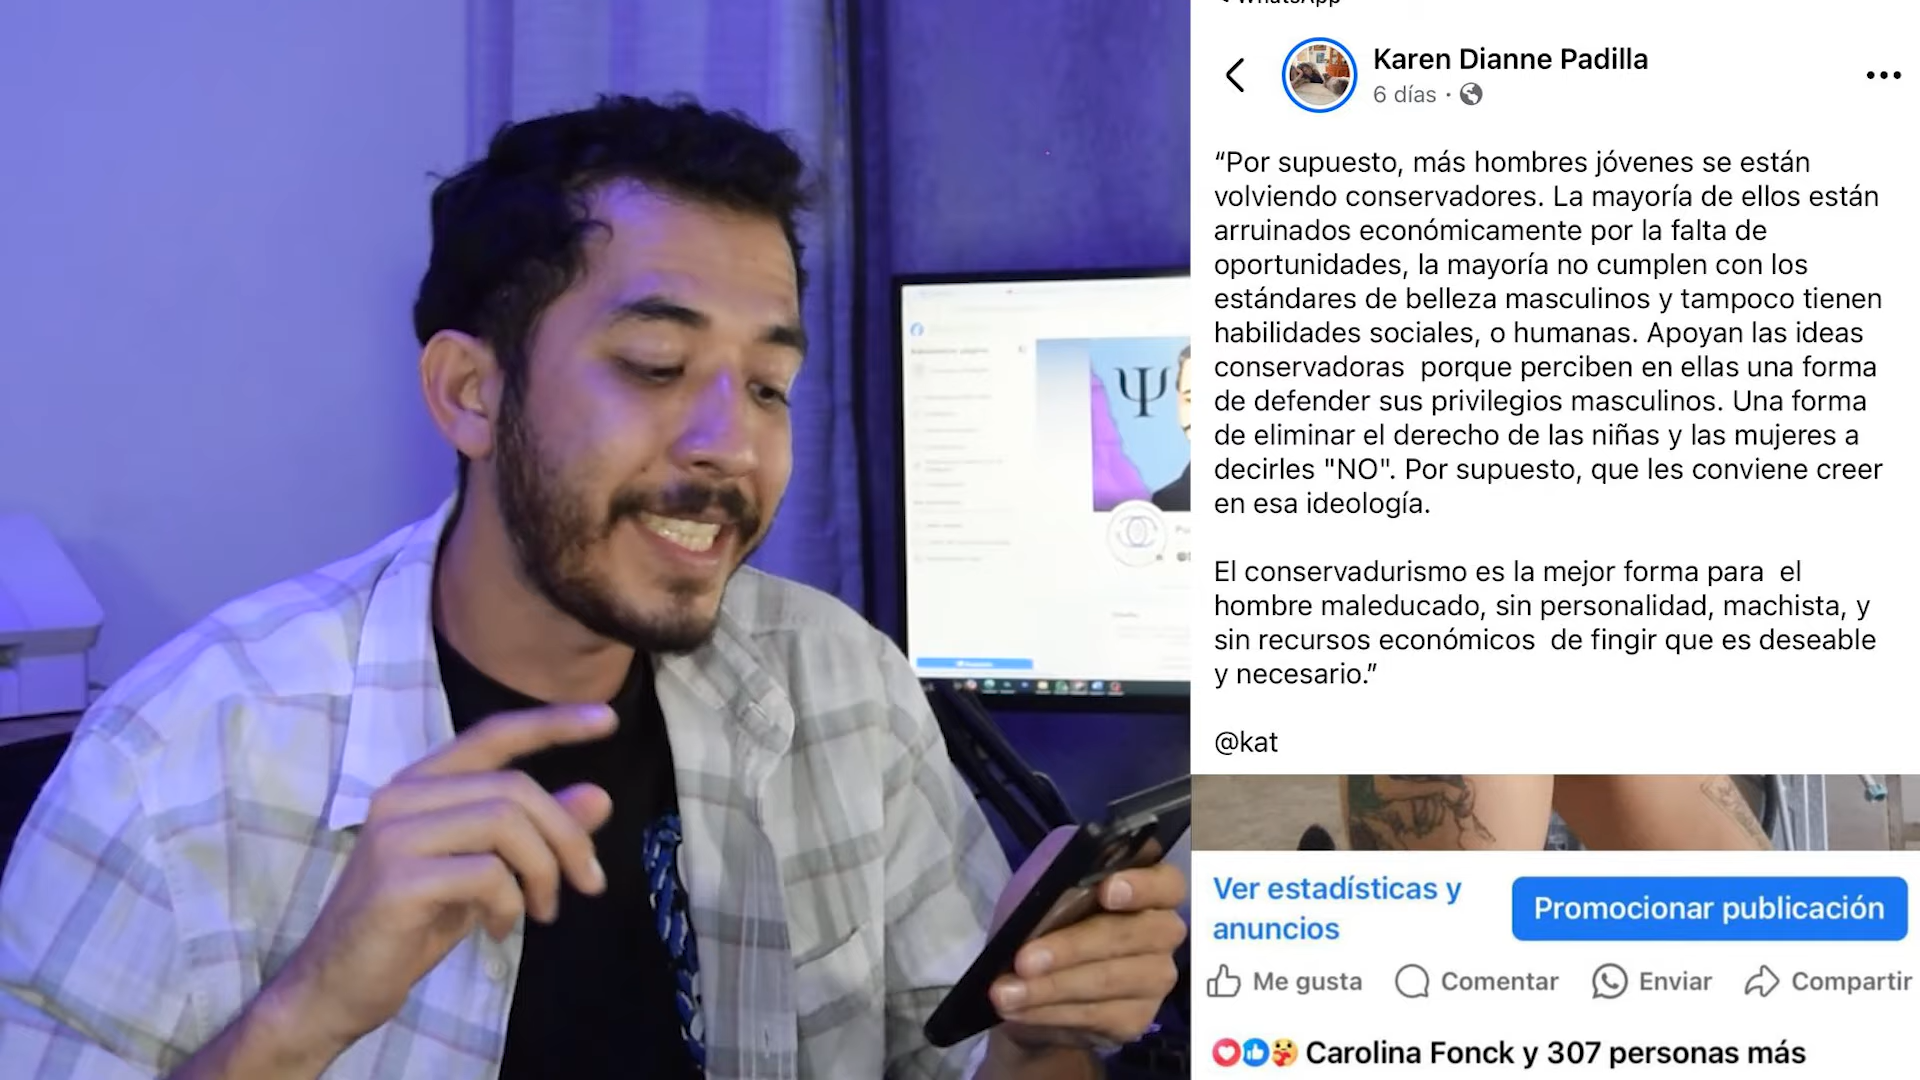 Karen Dianne Padilla
6 días ·
“Por supuesto, más hombres jóvenes se están
volviendo conservadores. La mayoría de ellos están
arruinados económicamente por la falta de
oportunidades, la mayoría no cumplen con los
estándares de belleza masculinos y tampoco tienen
habilidades sociales, o humanas. Apoyan las ideas
conservadoras  porque perciben en ellas una forma
de defender sus privilegios masculinos. Una forma
de eliminar el derecho de las niñas y las mujeres a
decirles "NO". Por supuesto, que les conviene creer
en esa ideología.
El conservadurismo es la mejor forma para  el
hombre maleducado, sin personalidad, machista, y
sin recursos económicos  de fingir que es deseable
y necesario.”
@kat
Ver estadísticas y
anuncios
Promocionar publicación
Me gusta
Comentar
Enviar
Compartir
Carolina Fonck y 307 personas más
Ψ